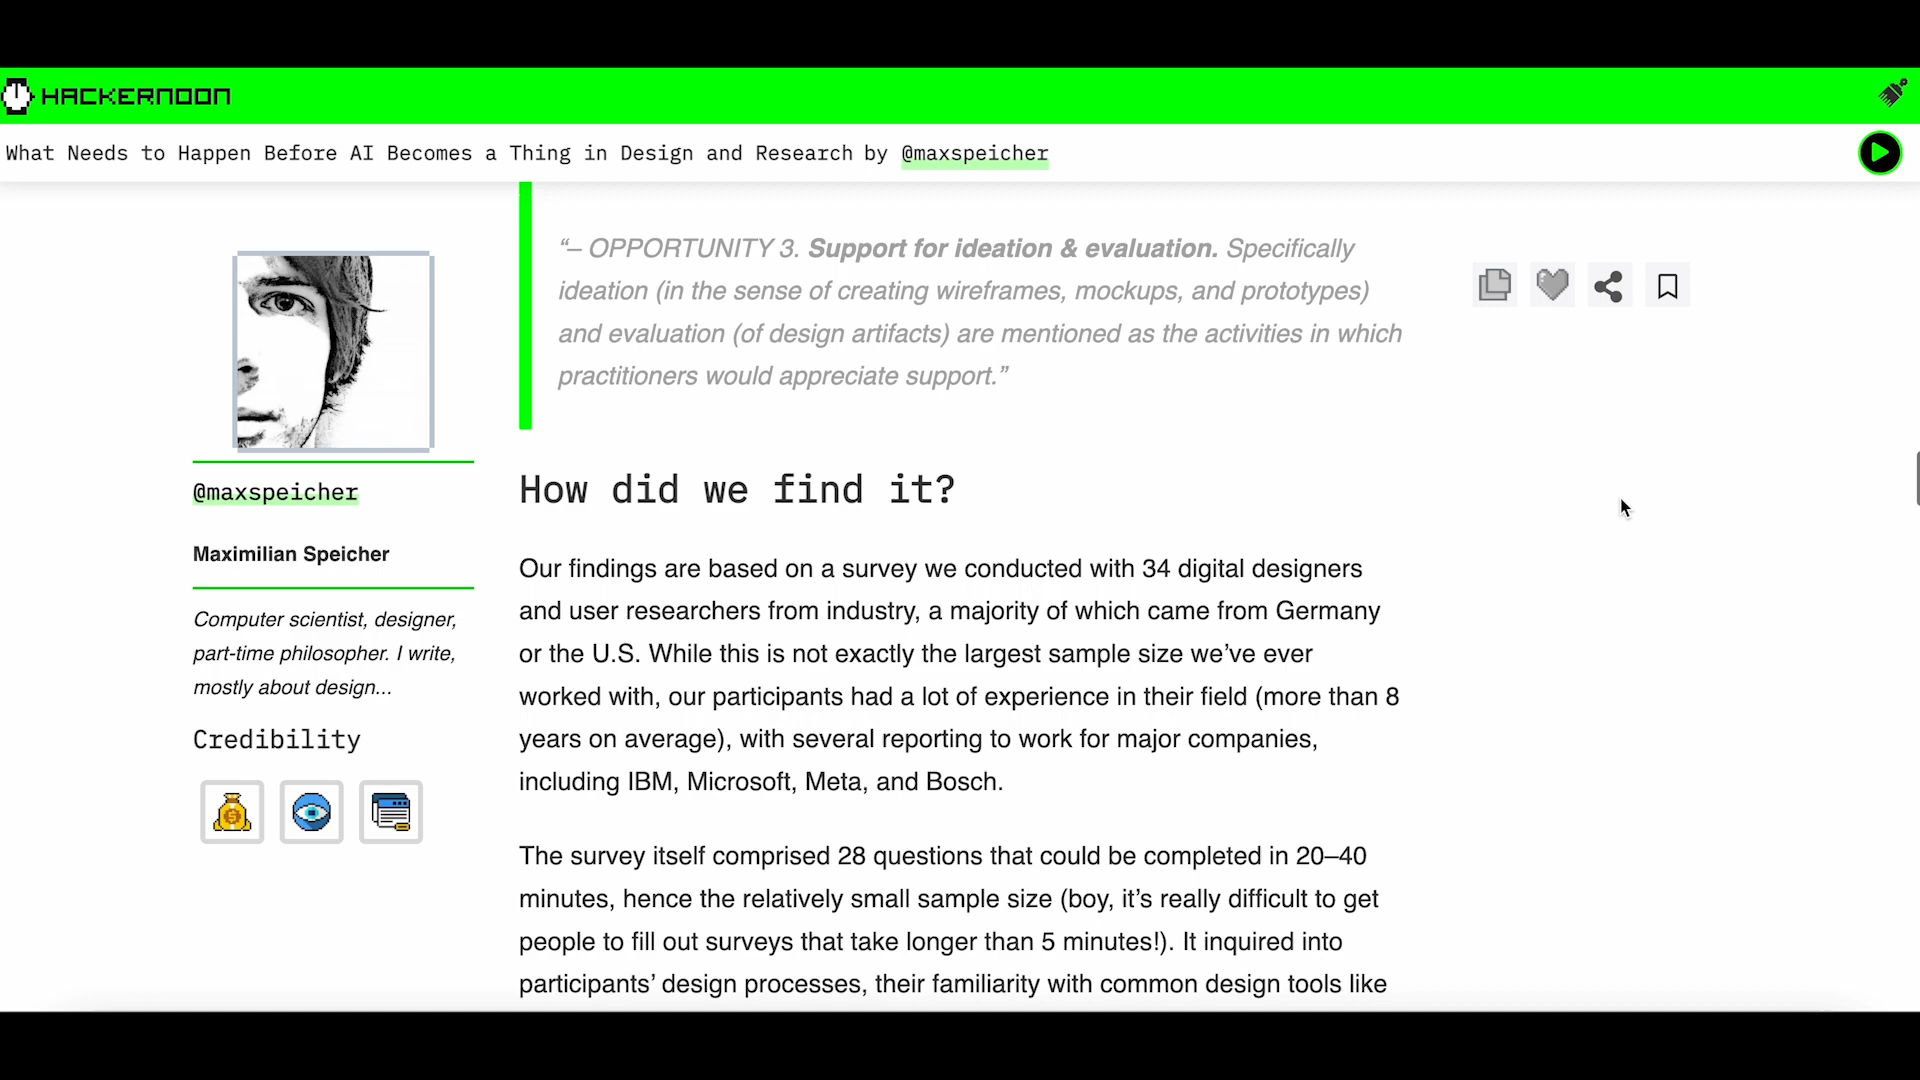 HACKERNOON
What Needs to Happen Before AI Becomes a Thing in Design and Research by @maxspeicher
“– OPPORTUNITY 3. Support for ideation & evaluation. Specifically
ideation (in the sense of creating wireframes, mockups, and prototypes)
and evaluation (of design artifacts) are mentioned as the activities in which
practitioners would appreciate support.”
@maxspeicher
Maximilian Speicher
Computer scientist, designer,
part-time philosopher. I write,
mostly about design...
Credibility
How did we find it?
Our findings are based on a survey we conducted with 34 digital designers
and user researchers from industry, a majority of which came from Germany
or the U.S. While this is not exactly the largest sample size we’ve ever
worked with, our participants had a lot of experience in their field (more than 8
years on average), with several reporting to work for major companies,
including IBM, Microsoft, Meta, and Bosch.
The survey itself comprised 28 questions that could be completed in 20–40
minutes, hence the relatively small sample size (boy, it’s really difficult to get
people to fill out surveys that take longer than 5 minutes!). It inquired into
participants’ design processes, their familiarity with common design tools like